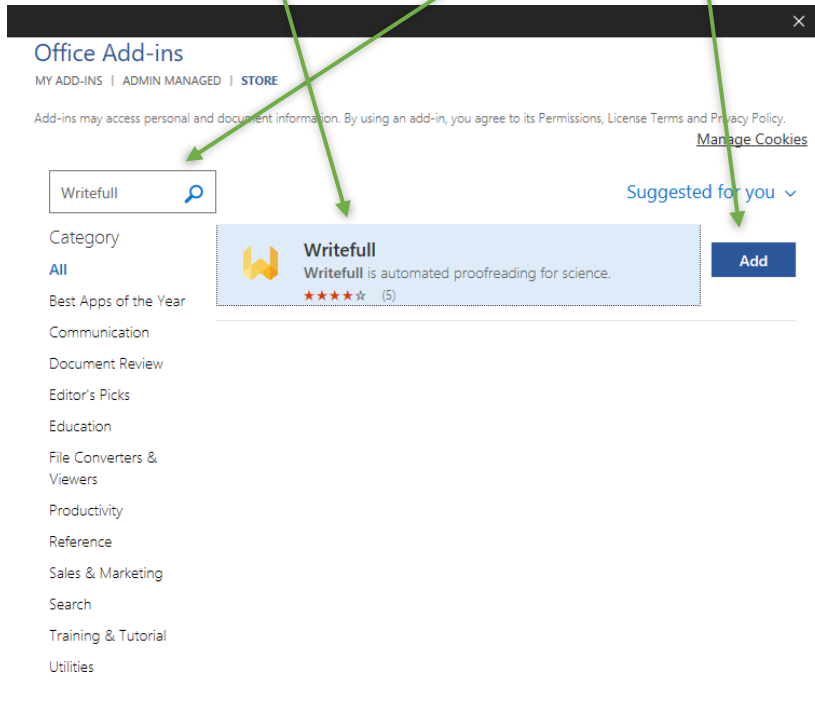 Office Add-ins
MY ADD-INS | ADMIN MANAGED | STORE
Add-ins may access personal and document information. By using an add-in, you agree to its Permissions, License Terms and Privacy Policy.
Manage Cookies
Writefull
Suggested for you
Category
All
Best Apps of the Year
Communication
Document Review
Editor's Picks
Education
File Converters &
Viewers
Productivity
Reference
Sales & Marketing
Search
Training & Tutorial
Utilities
Writefull
Writefull is automated proofreading for science.
(5)
Add